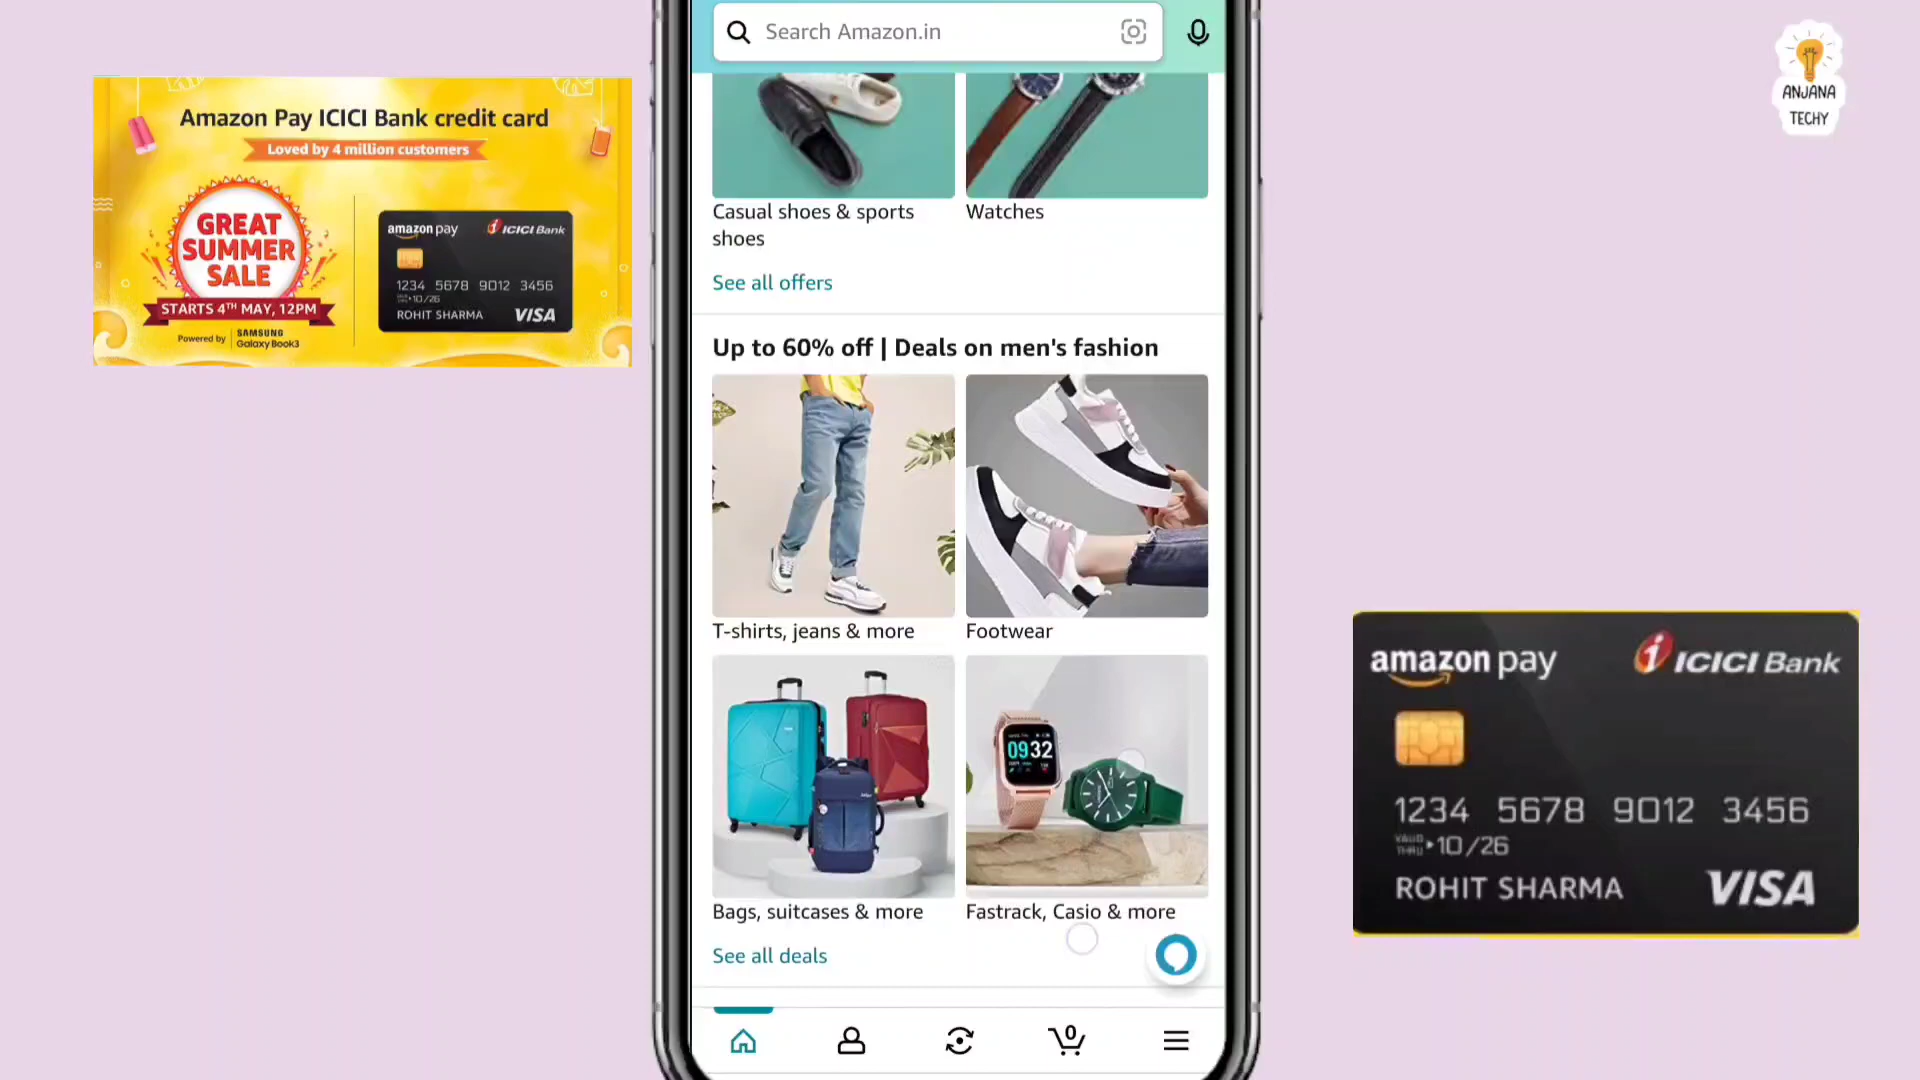 Amazon Pay ICICI Bank credit card
Loved by 4 million customers
GREAT
SUMMER
SALE
STARTS 4TH MAY, 12PM
Powered by
SAMSUNG
Galaxy Book3
amazon pay
ICICI Bank
1234 5678 9012 3456
10/26
ROHIT SHARMA
VISA
Search Amazon.in
Casual shoes & sports
shoes
Watches
See all offers
Up to 60% off | Deals on men's fashion
T-shirts, jeans & more
Footwear
09 32
Bags, suitcases & more
Fastrack, Casio & more
See all deals
0
ANJANA
TECHY
amazon pay
ICICI Bank
1234 5678 9012 3456
VALID
THRU 10/26
ROHIT SHARMA
VISA